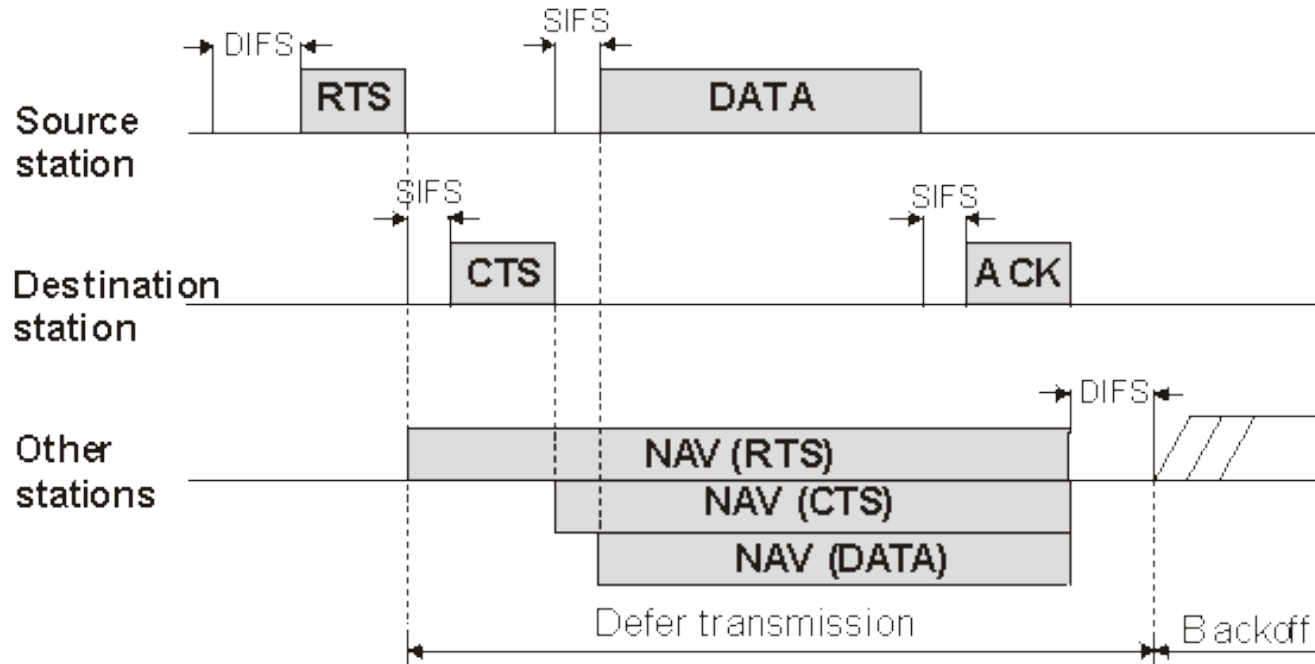 SIFS
DIFS
RTS
DATA
Source
station
SIFS
SIFS
CTS
ACK
Destination
station
DIFS
Other
stations
NAV (RTS)
NAV (CTS)
NAV (DATA)
Defer transmission
Backoff